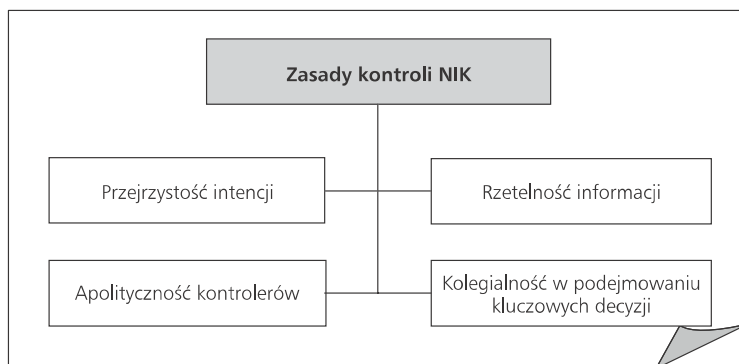 Zasady kontroli NIK
Przejrzystość intencji
Rzetelność informacji
Apolityczność kontrolerów
Kolegialność w podejmowaniu
kluczowych decyzji